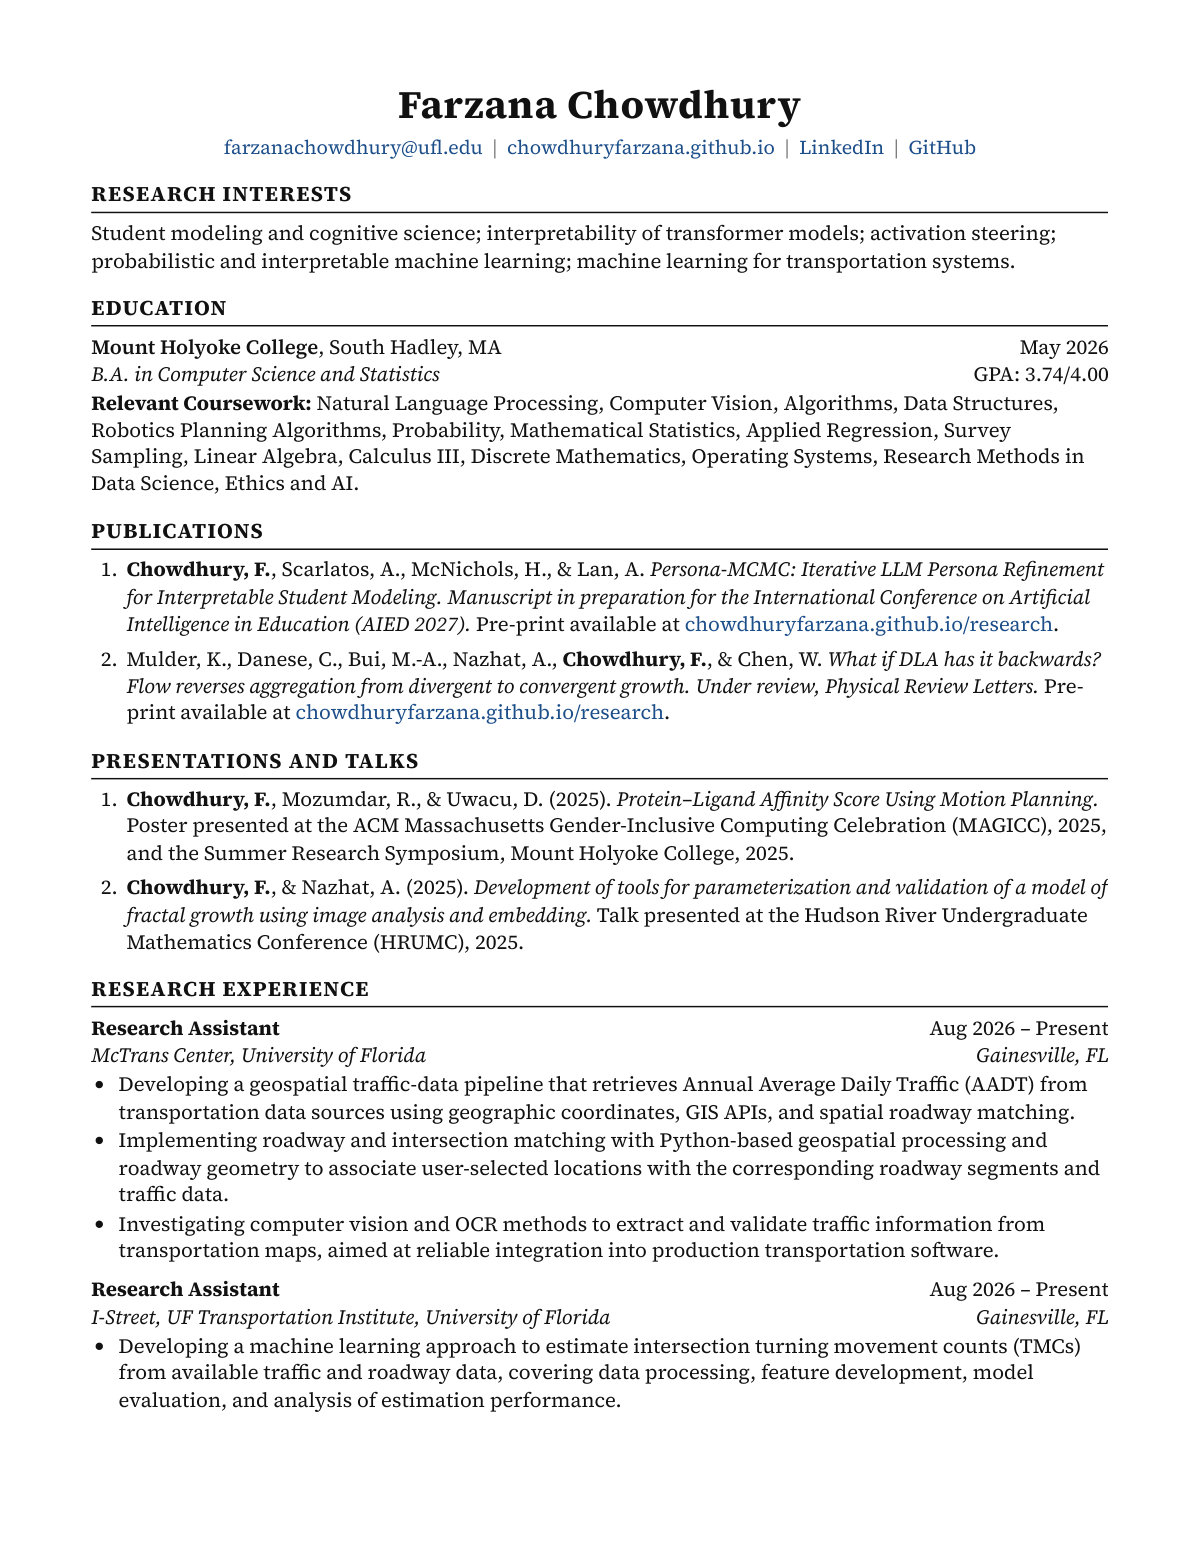 Farzana Chowdhury
farzanachowdhury@ufl.edu | chowdhuryfarzana.github.io | LinkedIn | GitHub
RESEARCH INTERESTS
Student modeling and cognitive science; interpretability of transformer models; activation steering;
probabilistic and interpretable machine learning; machine learning for transportation systems.
EDUCATION
Mount Holyoke College, South Hadley, MA May 2026
B.A. in Computer Science and Statistics GPA: 3.74/4.00
Relevant Coursework: Natural Language Processing, Computer Vision, Algorithms, Data Structures,
Robotics Planning Algorithms, Probability, Mathematical Statistics, Applied Regression, Survey
Sampling, Linear Algebra, Calculus III, Discrete Mathematics, Operating Systems, Research Methods in
Data Science, Ethics and AI.
PUBLICATIONS
1. Chowdhury, F., Scarlatos, A., McNichols, H., & Lan, A. Persona-MCMC: Iterative LLM Persona Refinement
for Interpretable Student Modeling. Manuscript in preparation for the International Conference on Artificial
Intelligence in Education (AIED 2027). Pre-print available at chowdhuryfarzana.github.io/research.
2. Mulder, K., Danese, C., Bui, M.-A., Nazhat, A., Chowdhury, F., & Chen, W. What if DLA has it backwards?
Flow reverses aggregation from divergent to convergent growth. Under review, Physical Review Letters. Pre-
print available at chowdhuryfarzana.github.io/research.
PRESENTATIONS AND TALKS
1. Chowdhury, F., Mozumdar, R., & Uwacu, D. (2025). Protein–Ligand Affinity Score Using Motion Planning.
Poster presented at the ACM Massachusetts Gender-Inclusive Computing Celebration (MAGICC), 2025,
and the Summer Research Symposium, Mount Holyoke College, 2025.
2. Chowdhury, F., & Nazhat, A. (2025). Development of tools for parameterization and validation of a model of
fractal growth using image analysis and embedding. Talk presented at the Hudson River Undergraduate
Mathematics Conference (HRUMC), 2025.
RESEARCH EXPERIENCE
Research Assistant Aug 2026 – Present
McTrans Center, University of Florida Gainesville, FL
• Developing a geospatial traffic-data pipeline that retrieves Annual Average Daily Traffic (AADT) from
transportation data sources using geographic coordinates, GIS APIs, and spatial roadway matching.
• Implementing roadway and intersection matching with Python-based geospatial processing and
roadway geometry to associate user-selected locations with the corresponding roadway segments and
traffic data.
• Investigating computer vision and OCR methods to extract and validate traffic information from
transportation maps, aimed at reliable integration into production transportation software.
Research Assistant Aug 2026 – Present
I-Street, UF Transportation Institute, University of Florida Gainesville, FL
• Developing a machine learning approach to estimate intersection turning movement counts (TMCs)
from available traffic and roadway data, covering data processing, feature development, model
evaluation, and analysis of estimation performance.